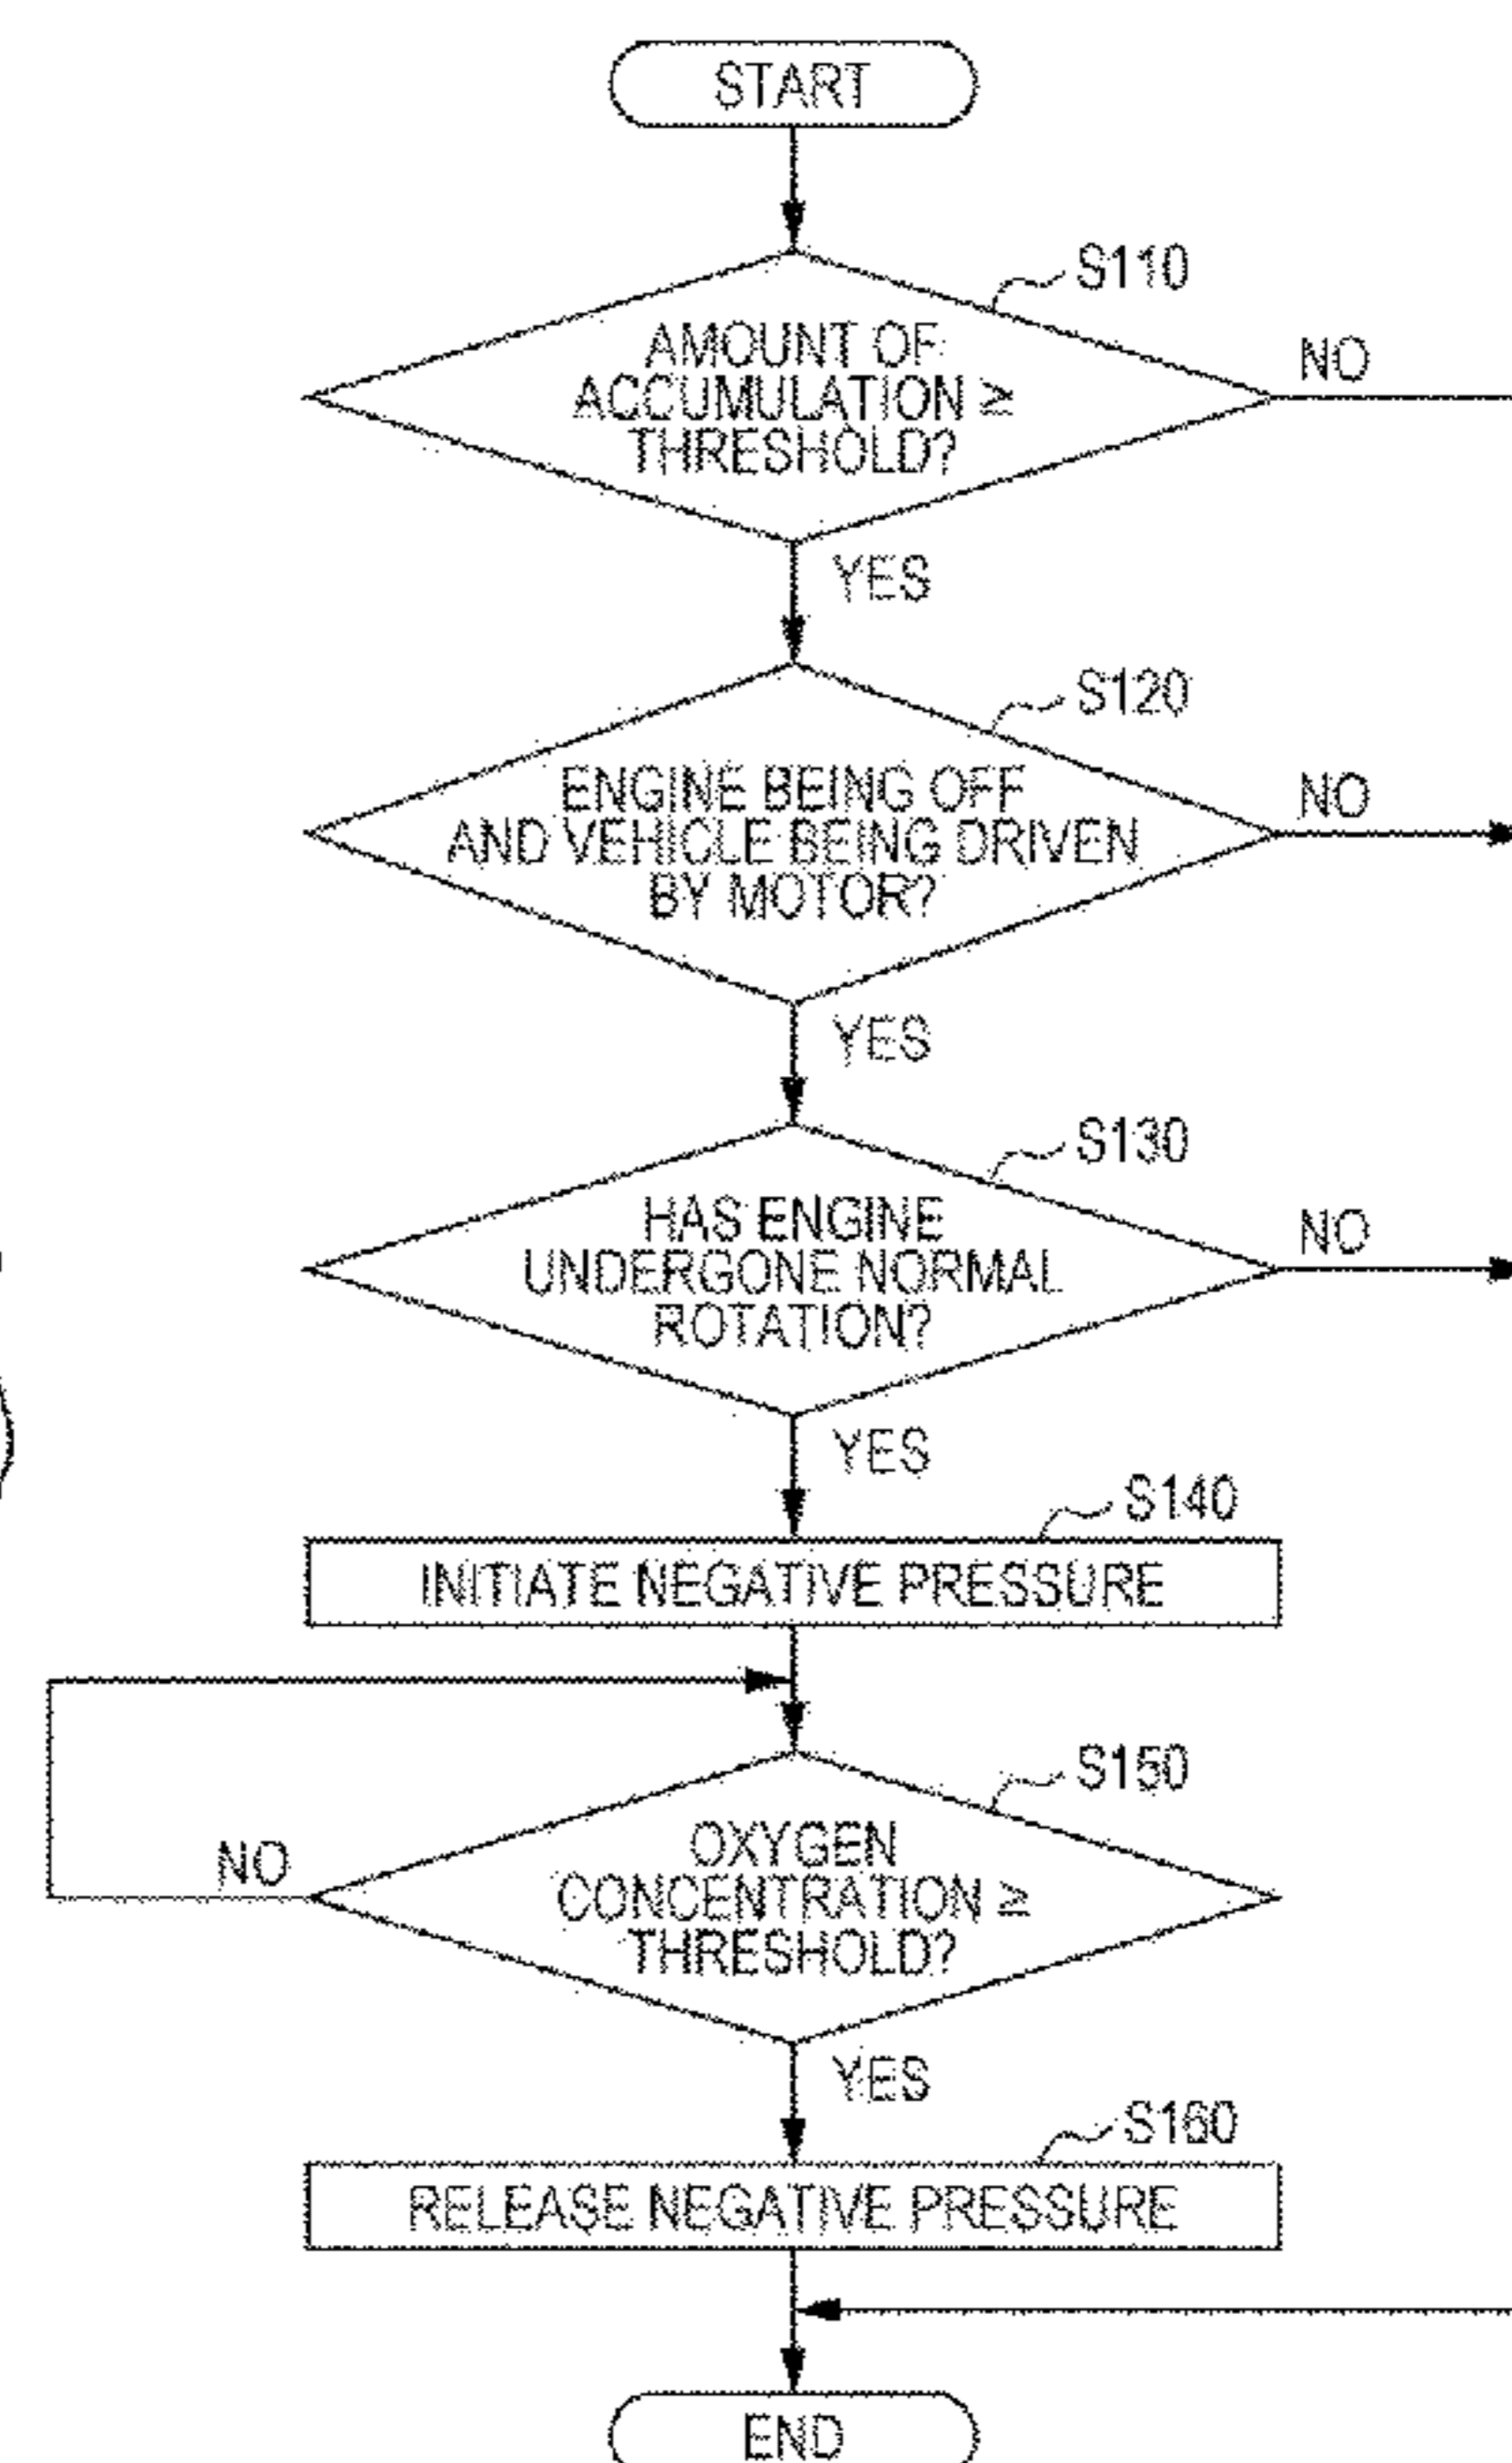 START
S110
AMOUNT OF
ACCUMULATION ≥
THRESHOLD?
NO
YES
S120
ENGINE BEING OFF
AND VEHICLE BEING DRIVEN
BY MOTOR?
NO
YES
S130
HAS ENGINE
UNDERGONE NORMAL
ROTATION?
NO
YES
S140
INITIATE NEGATIVE PRESSURE
S150
OXYGEN
CONCENTRATION ≥
THRESHOLD?
NO
YES
S160
RELEASE NEGATIVE PRESSURE
END